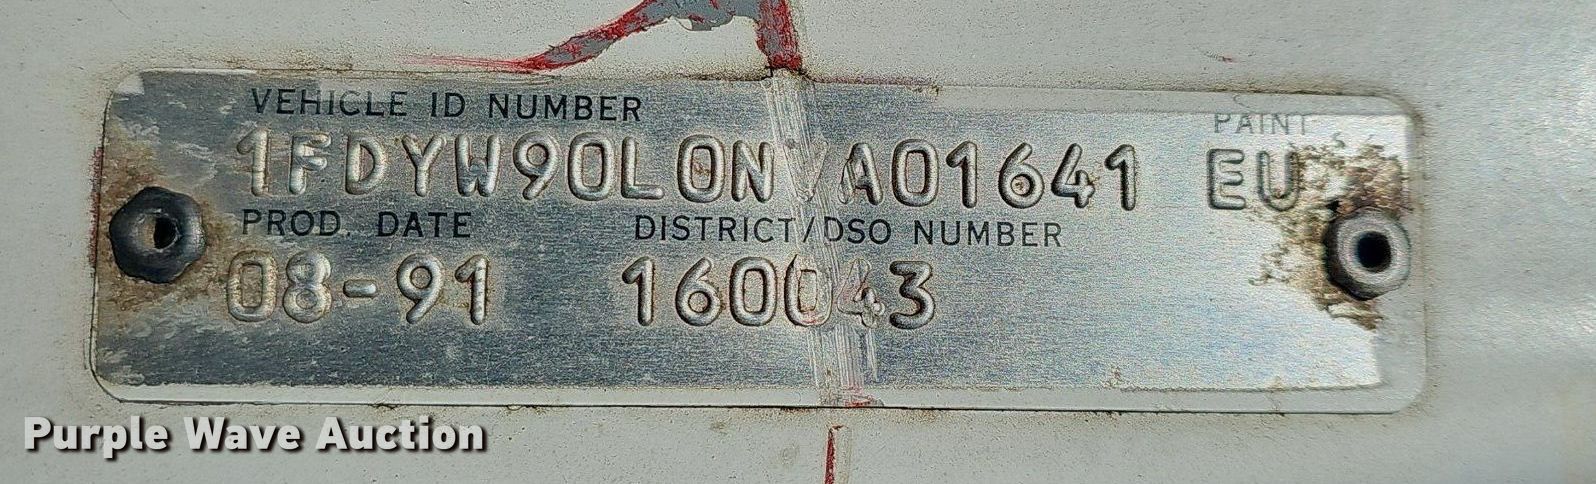 VEHICLE ID NUMBER
PAINT
1FDYW90L0NVA01641 EU
PROD. DATE
DISTRICT/DSO NUMBER
08-91 160043
Purple Wave Auction